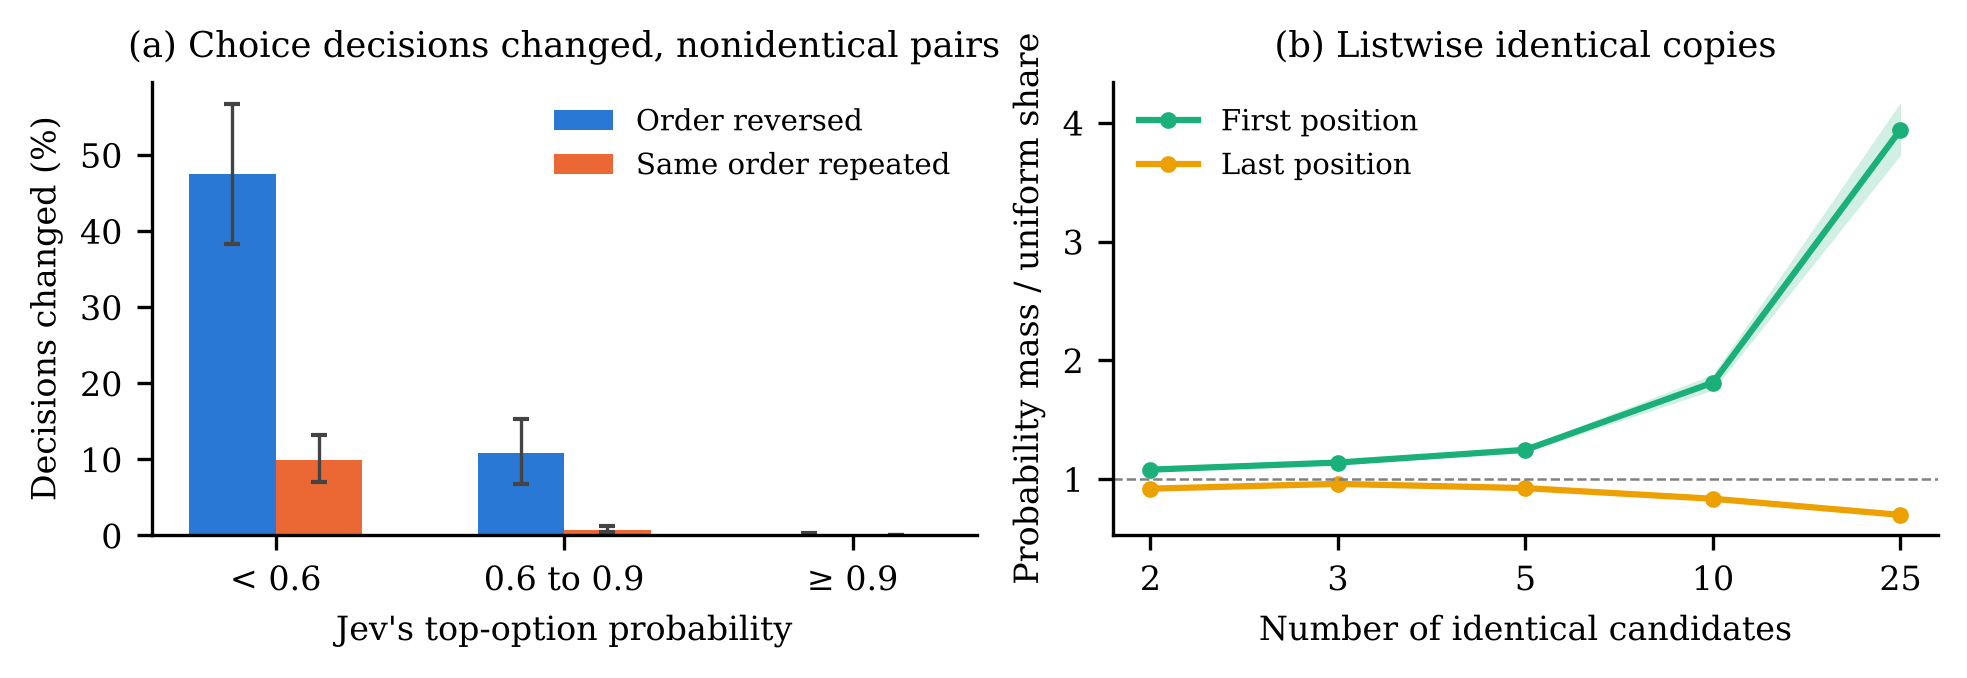 (a) Choice decisions changed, nonidentical pairs
Decisions changed (%)
50
40
30
20
10
0
Order reversed
Same order repeated
< 0.6
0.6 to 0.9
≥ 0.9
Jev's top-option probability
(b) Listwise identical copies
Probability mass / uniform share
4
3
2
1
First position
Last position
2
3
5
10
25
Number of identical candidates